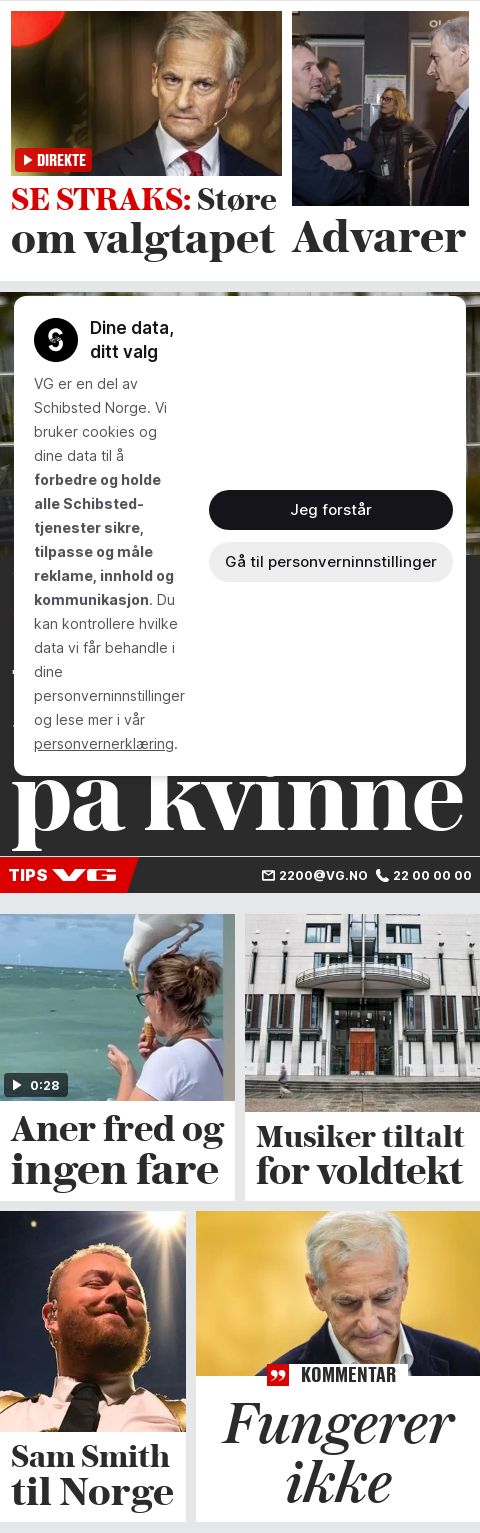 DIREKTE
SE STRAKS: Støre
om valgtapet
Advarer
Dine data,
ditt valg
VG er en del av
Schibsted Norge. Vi
bruker cookies og
dine data til å
forbedre og holde
alle Schibsted-
tjenester sikre,
tilpasse og måle
reklame, innhold og
kommunikasjon. Du
kan kontrollere hvilke
data vi får behandle i
dine
personverninnstillinger
og lese mer i vår
personvernerklæring.
Jeg forstår
Gå til personverninnstillinger
på kvinne
TIPS VG
2200@VG.NO 22 00 00 00
0:28
Aner fred og
ingen fare
Musiker tiltalt
for voldtekt
Sam Smith
til Norge
KOMMENTAR
Fungerer
ikke